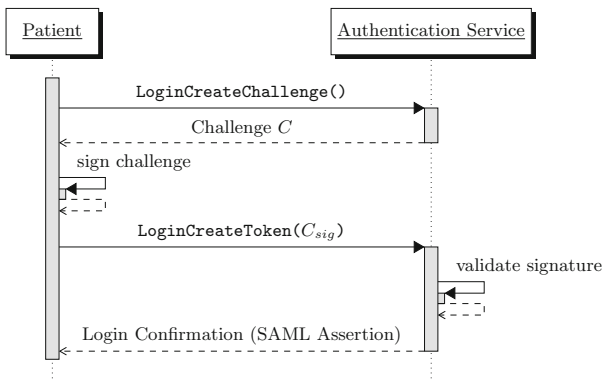 Patient
Authentication Service
LoginCreateChallenge()
Challenge C
sign challenge
LoginCreateToken(C_sig)
validate signature
Login Confirmation (SAML Assertion)